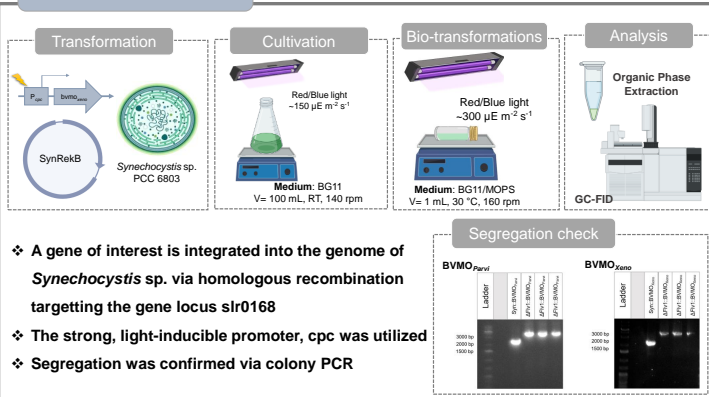 Transformation
P cpc
bvmo xeno
SynRekB
Synechocystis sp.
PCC 6803
Cultivation
Red/Blue light
~150 µE m-2 s-1
Medium: BG11
V= 100 mL, RT, 140 rpm
Bio-transformations
Red/Blue light
~300 µE m-2 s-1
Medium: BG11/MOPS
V= 1 mL, 30 °C, 160 rpm
Analysis
Organic Phase
Extraction
GC-FID
❖ A gene of interest is integrated into the genome of
Synechocystis sp. via homologous recombination
targetting the gene locus slr0168
❖ The strong, light-inducible promoter, cpc was utilized
❖ Segregation was confirmed via colony PCR
Segregation check
BVMO Parvi
Ladder
3000 bp
2000 bp
1500 bp
BVMO Xeno
Ladder
3000 bp
2000 bp
1500 bp